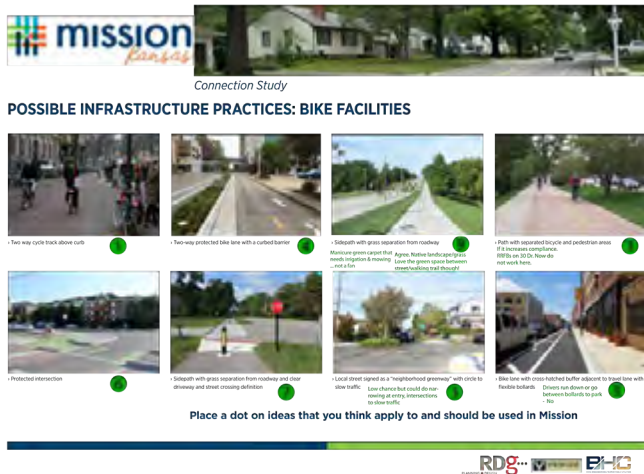 mission
Kansas
Connection Study
POSSIBLE INFRASTRUCTURE PRACTICES: BIKE FACILITIES
› Two way cycle track above curb
› Two-way protected bike lane with a curbed barrier
4
› Sidepath with grass separation from roadway
Manicure green carpet that
needs irrigation & mowing
...not a fan
Agree. Native landscape/grass
Love the green space between
street/walking trail though!
› Path with separated bicycle and pedestrian areas
If it increases compliance.
RRFBs on 30 Dr. Now do
not work here.
› Protected intersection
6
› Sidepath with grass separation from roadway and clear
driveway and street crossing definition
› Local street signed as a "neighborhood greenway" with circle to
slow traffic
Low chance but could do nar-
rowing at entry, intersections
to slow traffic
› Bike lane with cross-hatched buffer adjacent to travel lane with
flexible bollards
Drivers run down or go
between bollards to park
- No
Place a dot on ideas that you think apply to and should be used in Mission
RDg...
BHC